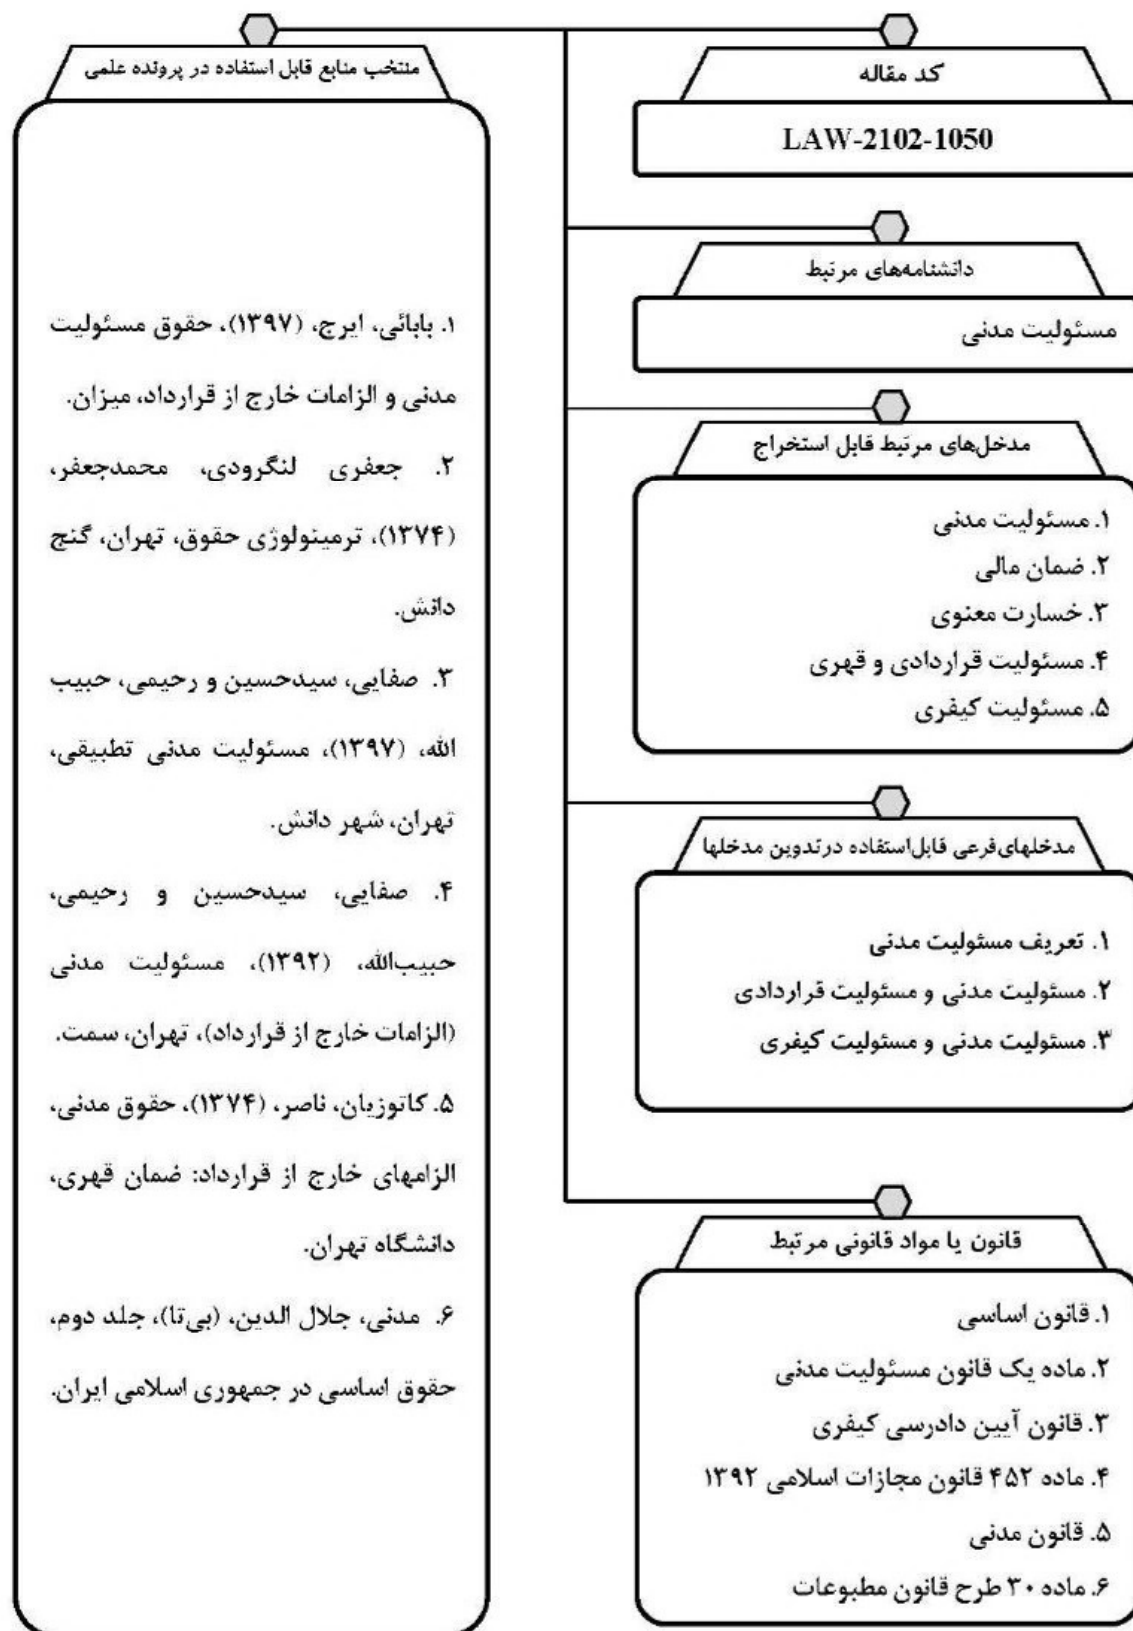 کد مقاله
LAW-2102-1050
دانشنامه‌های مرتبط
مسئولیت مدنی
مدخل‌های مرتبط قابل استخراج
۱. مسئولیت مدنی
۲. ضمان مالی
۳. خسارت معنوی
۴. مسئولیت قراردادی و قهری
۵. مسئولیت کیفری
مدخلهای‌فرعی قابل‌استفاده درتدوین مدخلها
۱. تعریف مسئولیت مدنی
۲. مسئولیت مدنی و مسئولیت قراردادی
۳. مسئولیت مدنی و مسئولیت کیفری
قانون یا مواد قانونی مرتبط
۱. قانون اساسی
۲. ماده یک قانون مسئولیت مدنی
۳. قانون آیین دادرسی کیفری
۴. ماده ۴۵۲ قانون مجازات اسلامی ۱۳۹۲
۵. قانون مدنی
۶. ماده ۳۰ طرح قانون مطبوعات
منتخب منابع قابل استفاده در پرونده علمی
۱. بابائی، ایرج، (۱۳۹۷)، حقوق مسئولیت
مدنی و الزامات خارج از قرارداد، میزان.
۲. جعفری لنگرودی، محمدجعفر،
(۱۳۷۴)، ترمینولوژی حقوق، تهران، گنج
دانش.
۳. صفایی، سیدحسین و رحیمی، حبیب
الله، (۱۳۹۷)، مسئولیت مدنی تطبیقی،
تهران، شهر دانش.
۴. صفایی، سیدحسین و رحیمی،
حبیب‌الله، (۱۳۹۲)، مسئولیت مدنی
(الزامات خارج از قرارداد)، تهران، سمت.
۵. کاتوزیان، ناصر، (۱۳۷۴)، حقوق مدنی،
الزامهای خارج از قرارداد: ضمان قهری،
دانشگاه تهران.
۶. مدنی، جلال الدین، (بی‌تا)، جلد دوم،
حقوق اساسی در جمهوری اسلامی ایران.